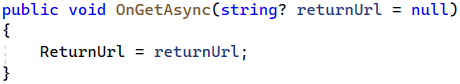 public void OnGetAsync(string? returnUrl = null)
{
    ReturnUrl = returnUrl;
}